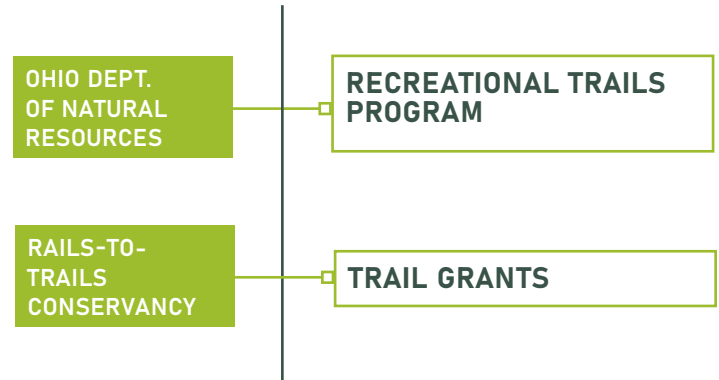 OHIO DEPT.
OF NATURAL
RESOURCES
RECREATIONAL TRAILS
PROGRAM
RAILS-TO-
TRAILS
CONSERVANCY
TRAIL GRANTS